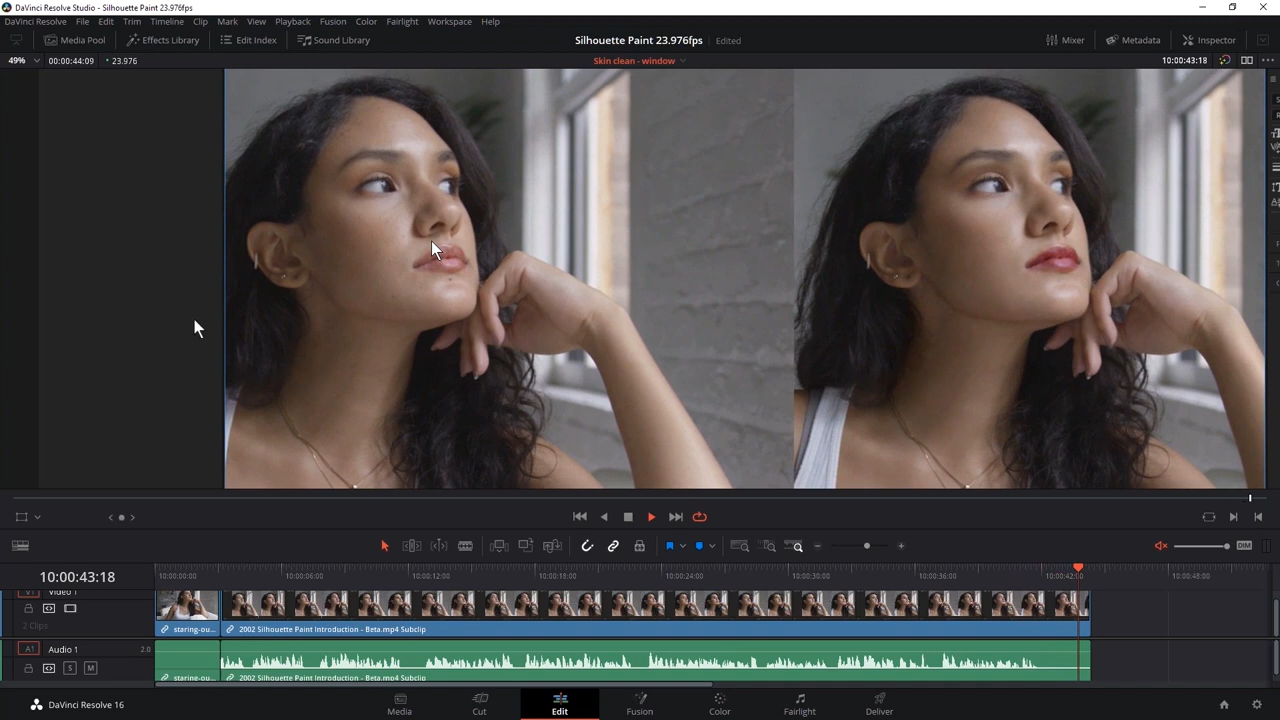 DaVinci Resolve Studio - Silhouette Paint 23.976fps
DaVinci Resolve File Edit Trim Timeline Clip Mark View Playback Fusion Color Fairlight Workspace Help
Media Pool Effects Library Edit Index Sound Library Silhouette Paint 23.976fps Edited Mixer Metadata Inspector
49% 00:00:44:09 23.976 Skin clean - window 10:00:43:18
DIM
10:00:43:18 10:00:00:00 10:00:06:00 10:00:12:00 10:00:18:00 10:00:24:00 10:00:30:00 10:00:36:00 10:00:42:00 10:00:48:00
V1 Video 1
2 Clips staring-ou... 2002 Silhouette Paint Introduction - Beta.mp4 Subclip
A1 Audio 1 2.0
S M
staring-ou... 2002 Silhouette Paint Introduction - Beta.mp4 Subclip
DaVinci Resolve 16 Media Cut Edit Fusion Color Fairlight Deliver